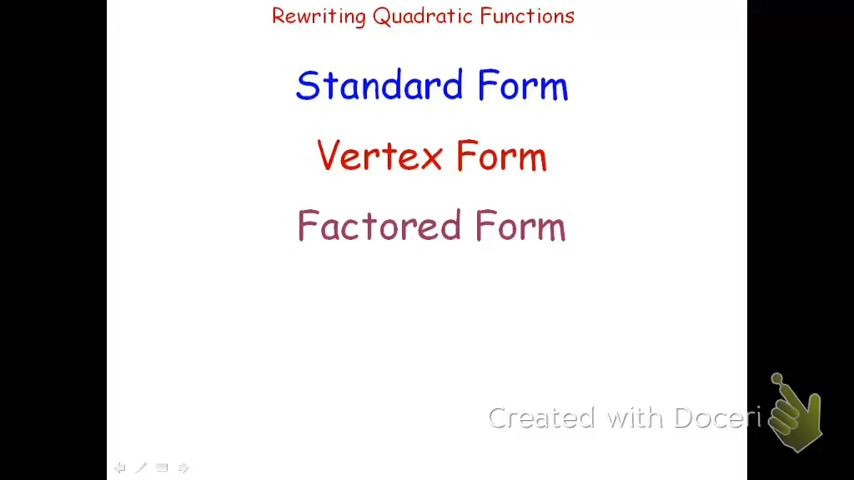 Rewriting Quadratic Functions
Standard Form
Vertex Form
Factored Form
Created with Doceri